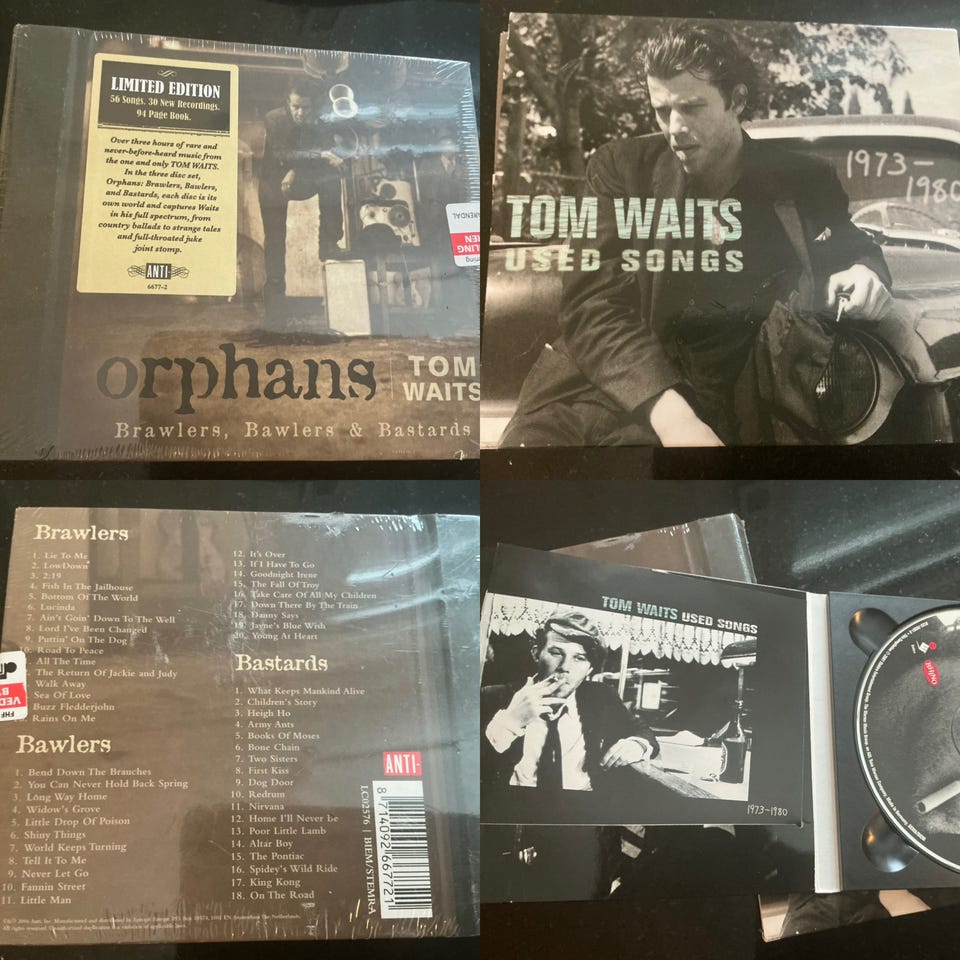 LIMITED EDITION
56 Songs. 30 New Recordings.
94 Page Book.
Over three hours of rare and
never-before-heard music from
the one and only TOM WAITS.
In the three disc set,
Orphans: Brawlers, Bawlers,
and Bastards, each disc is its
own world and captures Waits
in his full spectrum, from
country ballads to strange tales
and full-throated juke
joint stomp.
ANTI-
6677-2
orphans
TOM
WAITS
Brawlers, Bawlers & Bastards
1973–
1980
TOM WAITS
USED SONGS
Brawlers
1. Lie To Me
2. LowDown
3. 2:19
4. Fish In The Jailhouse
5. Bottom Of The World
6. Lucinda
7. Ain't Goin' Down To The Well
8. Lord I've Been Changed
9. Puttin' On The Dog
10. Road To Peace
All The Time
The Return Of Jackie and Judy
Walk Away
Sea Of Love
Buzz Fledderjohn
Rains On Me
Bawlers
1. Bend Down The Branches
2. You Can Never Hold Back Spring
3. Long Way Home
4. Widow's Grove
5. Little Drop Of Poison
6. Shiny Things
7. World Keeps Turning
8. Tell It To Me
9. Never Let Go
10. Fannin Street
11. Little Man
12. It's Over
13. If I Have To Go
14. Goodnight Irene
15. The Fall Of Troy
16. Take Care Of All My Children
17. Down There By The Train
18. Danny Says
19. Jayne's Blue Wish
20. Young At Heart
Bastards
1. What Keeps Mankind Alive
2. Children's Story
3. Heigh Ho
4. Army Ants
5. Books Of Moses
6. Bone Chain
7. Two Sisters
8. First Kiss
9. Dog Door
10. Redrum
11. Nirvana
12. Home I'll Never be
13. Poor Little Lamb
14. Altar Boy
15. The Pontiac
16. Spidey's Wild Ride
17. King Kong
18. On The Road
ANTI-
LC02576 | BIEM/STEMRA
8 714092 667721
TOM WAITS USED SONGS
1973–1980
RHINO